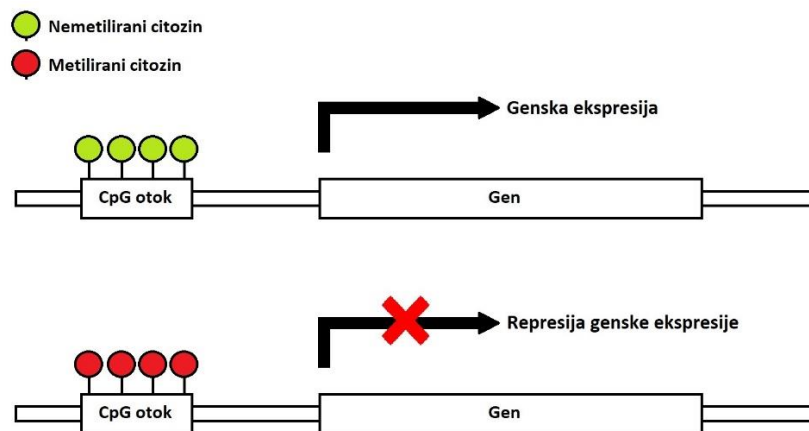 Nemetilirani citozin
Metilirani citozin
Genska ekspresija
CpG otok
Gen
Represija genske ekspresije
CpG otok
Gen